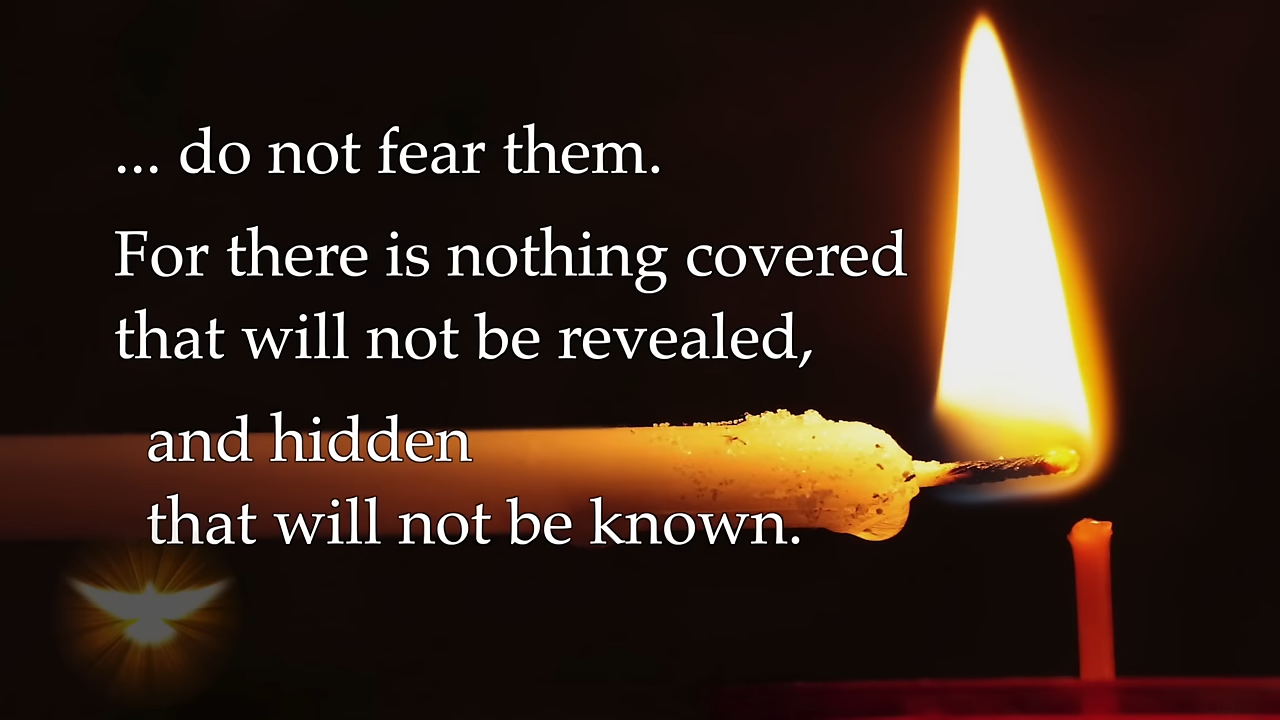 ... do not fear them.
For there is nothing covered
that will not be revealed,
and hidden
that will not be known.